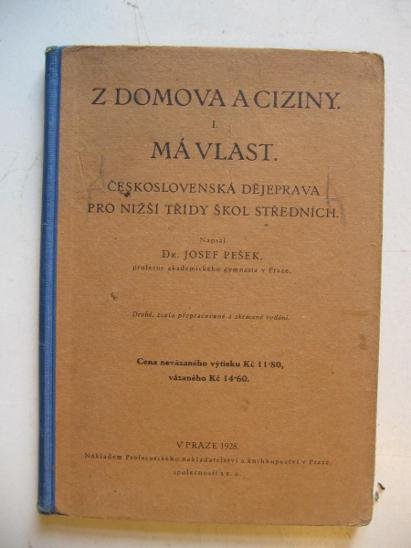 Z DOMOVA A CIZINY.
I.
MÁ VLAST.
ČESKOSLOVENSKÁ DĚJEPRAVA
PRO NIŽŠÍ TŘÍDY ŠKOL STŘEDNÍCH.
Napsal
DR. JOSEF PEŠEK,
profesor akademického gymnasia v Praze.
Druhé, zcela přepracované a zkrácené vydání.
Cena nevázaného výtisku Kč 11·80,
vázaného Kč 14·60.
V PRAZE 1928.
Nákladem Profesorského nakladatelství a knihkupectví v Praze,
společnosti s r. o.